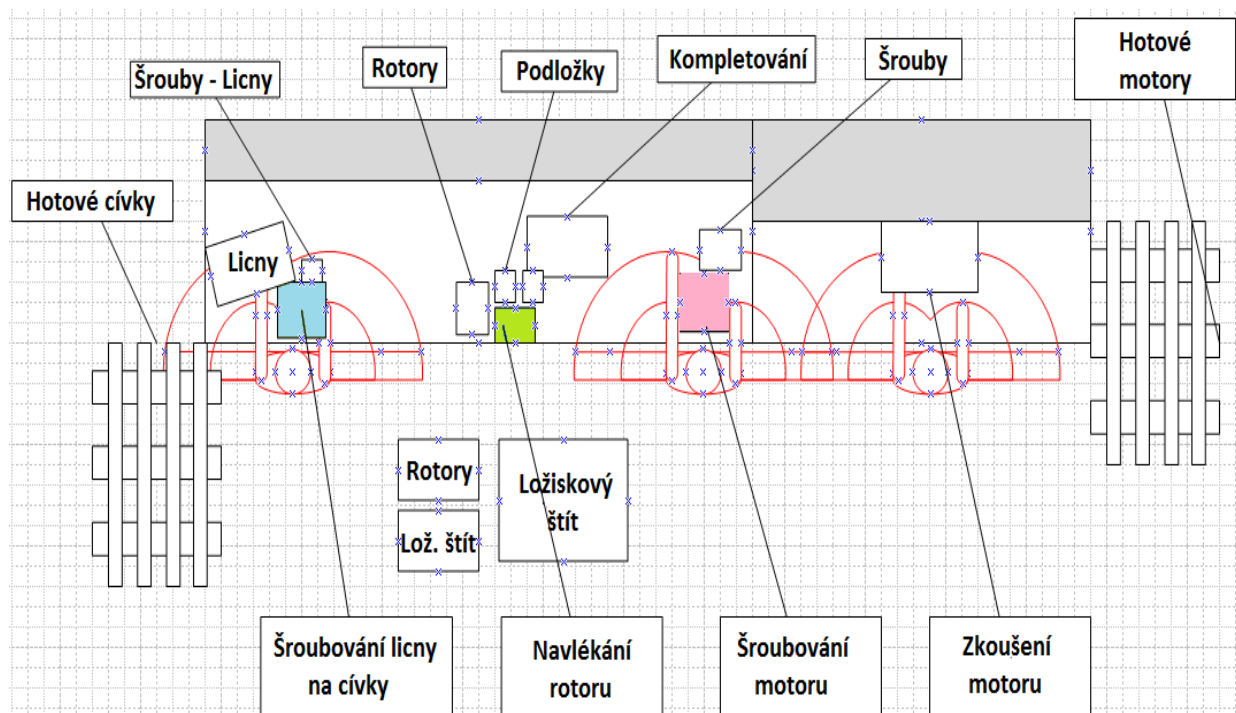 Hotové
motory
Kompletování
Šrouby
Rotory
Podložky
Šrouby - Licny
Hotové cívky
Licny
Rotory
Ložiskový
štít
Lož. štít
Šroubování licny
na cívky
Navlékání
rotoru
Šroubování
motoru
Zkoušení
motoru